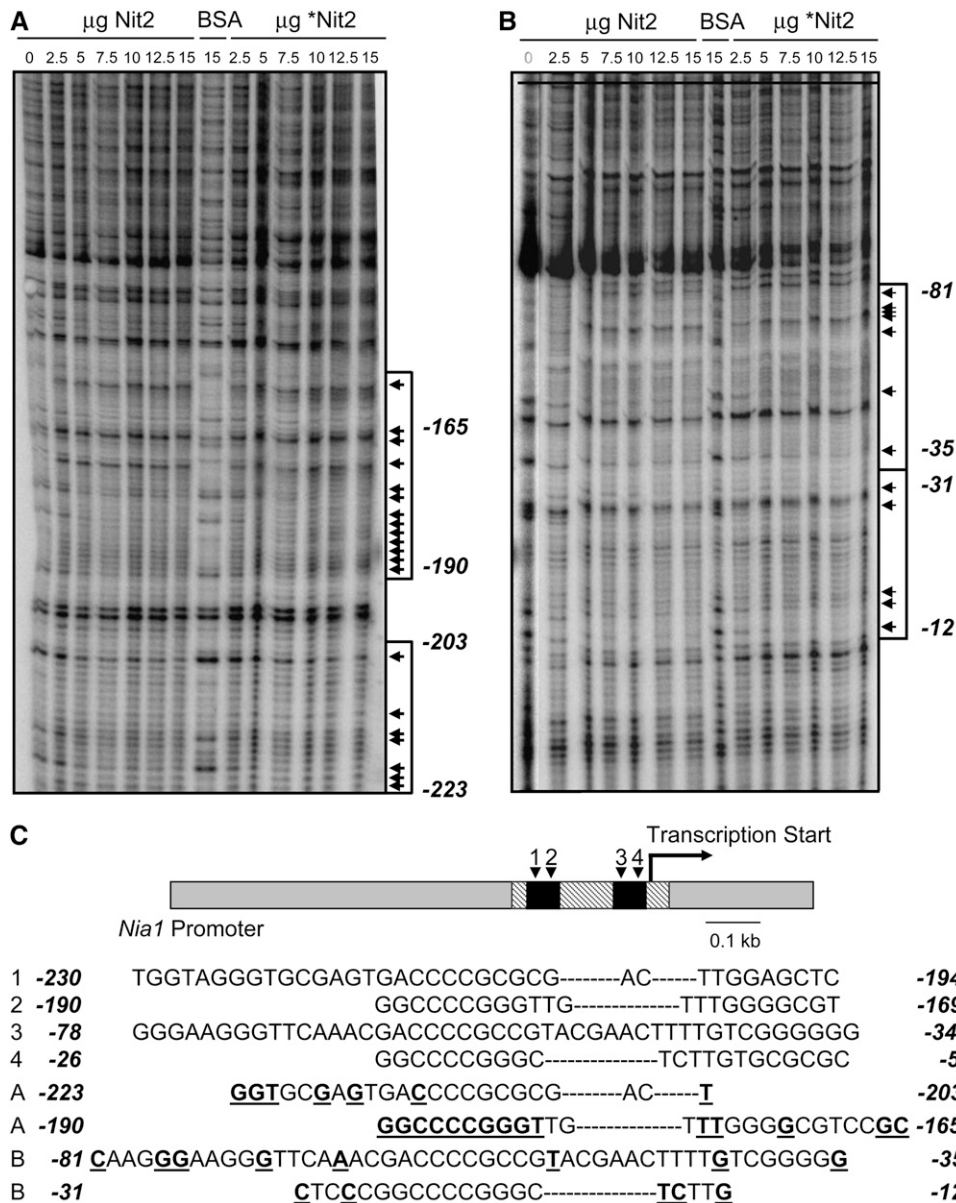 A
μg Nit2 BSA μg *Nit2
0 2.5 5 7.5 10 12.5 15 15 2.5 5 7.5 10 12.5 15
-165
-190
-203
-223
B
μg Nit2 BSA μg *Nit2
0 2.5 5 7.5 10 12.5 15 15 2.5 5 7.5 10 12.5 15
-81
-35
-31
-12
C
Transcription Start
1 2 3 4
Nia1 Promoter
0.1 kb
1 -230 TGGTAGGGTGCGAGTGACCCCGCGCG-------AC-----TTGGAGCTC -194
2 -190 GGCCCCGGGTTG--------------TTTGGGGCGT -169
3 -78 GGGAAGGGTTCAAACGACCCCGCCGTACGAACTTTTGTCGGGGGG -34
4 -26 GGCCCCGGGC---------------TCTTGTGCGCGC -5
A -223 GGTGCGAGTGACCCCGCGCG-------AC-----T -203
A -190 GGCCCCGGGTTG--------------TTTGGGGCGTCCGC -165
B -81 CAAGGGAAGGGTTCAAACGACCCCGCCGTACGAACTTTTGTCGGGGG -35
B -31 CTCCCGGCCCCGGGC---------------TCTTG -12